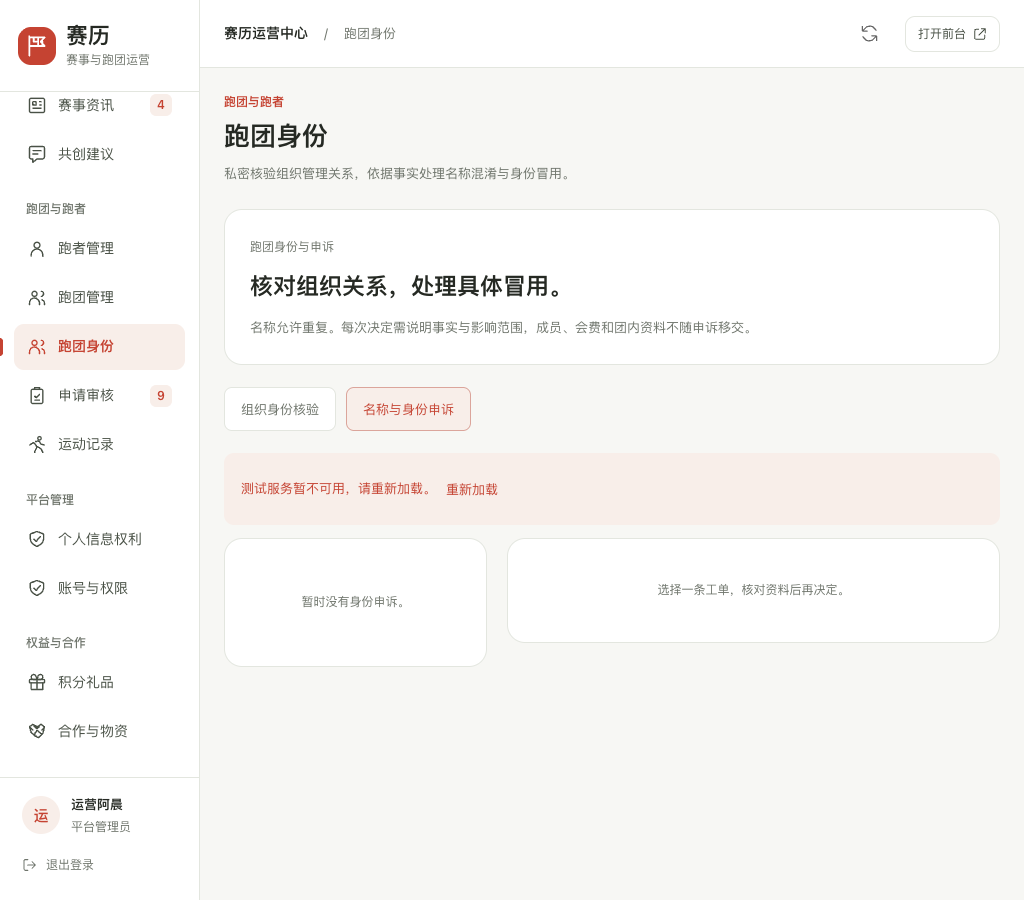 赛历
赛事与跑团运营
赛事资讯 4
共创建议
跑团与跑者
跑者管理
跑团管理
跑团身份
申请审核 9
运动记录
平台管理
个人信息权利
账号与权限
权益与合作
积分礼品
合作与物资
运 运营阿晨
平台管理员
退出登录
赛历运营中心 / 跑团身份
打开前台
跑团与跑者
跑团身份
私密核验组织管理关系，依据事实处理名称混淆与身份冒用。
跑团身份与申诉
核对组织关系，处理具体冒用。
名称允许重复。每次决定需说明事实与影响范围，成员、会费和团内资料不随申诉移交。
组织身份核验 名称与身份申诉
测试服务暂不可用，请重新加载。 重新加载
暂时没有身份申诉。
选择一条工单，核对资料后再决定。